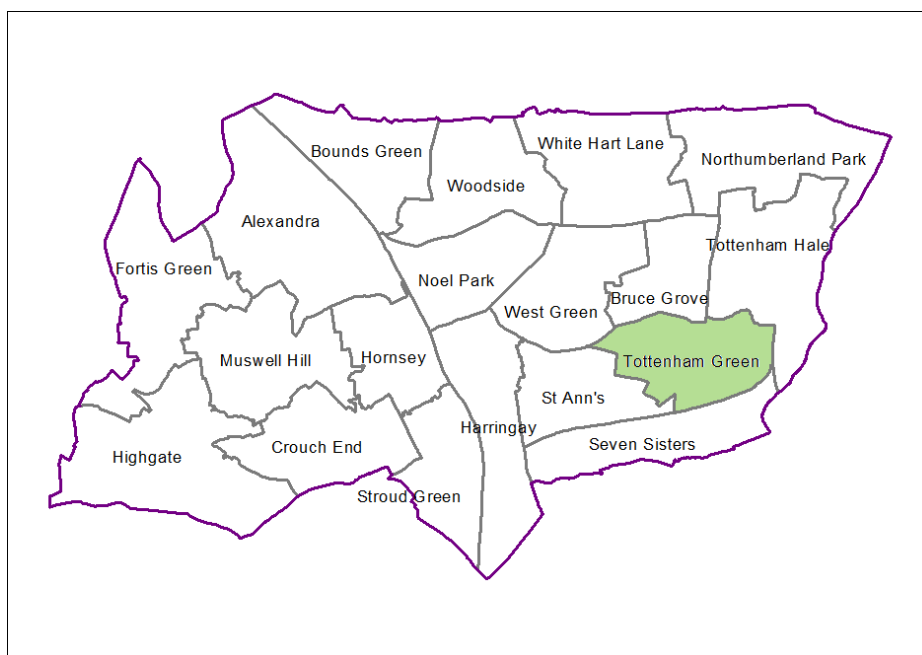 White Hart Lane
Bounds Green
Northumberland Park
Woodside
Alexandra
Tottenham Hale
Fortis Green
Noel Park
Bruce Grove
West Green
Muswell Hill
Hornsey
Tottenham Green
St Ann's
Harringay
Seven Sisters
Crouch End
Highgate
Stroud Green